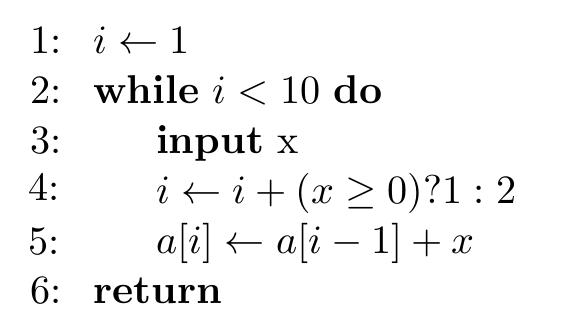 1: i ← 1
2: while i < 10 do
3: input x
4: i ← i + (x ≥ 0)?1 : 2
5: a[i] ← a[i − 1] + x
6: return